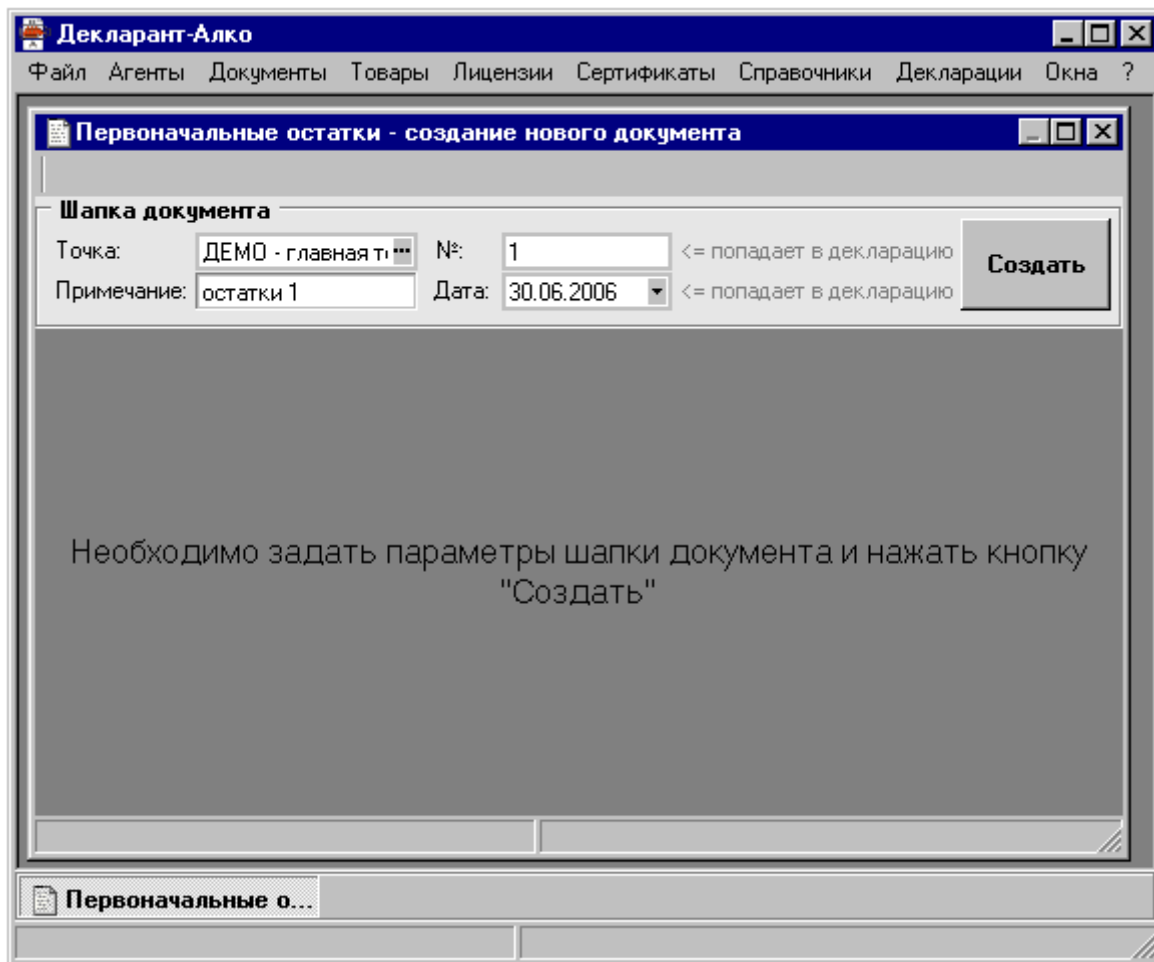 Декларант-Алко
Файл Агенты Документы Товары Лицензии Сертификаты Справочники Декларации Окна ?
Первоначальные остатки - создание нового документа
Шапка документа
Точка: ДЕМО - главная т ... №: 1 <= попадает в декларацию
Создать
Примечание: остатки 1 Дата: 30.06.2006 <= попадает в декларацию
Необходимо задать параметры шапки документа и нажать кнопку
"Создать"
Первоначальные о...